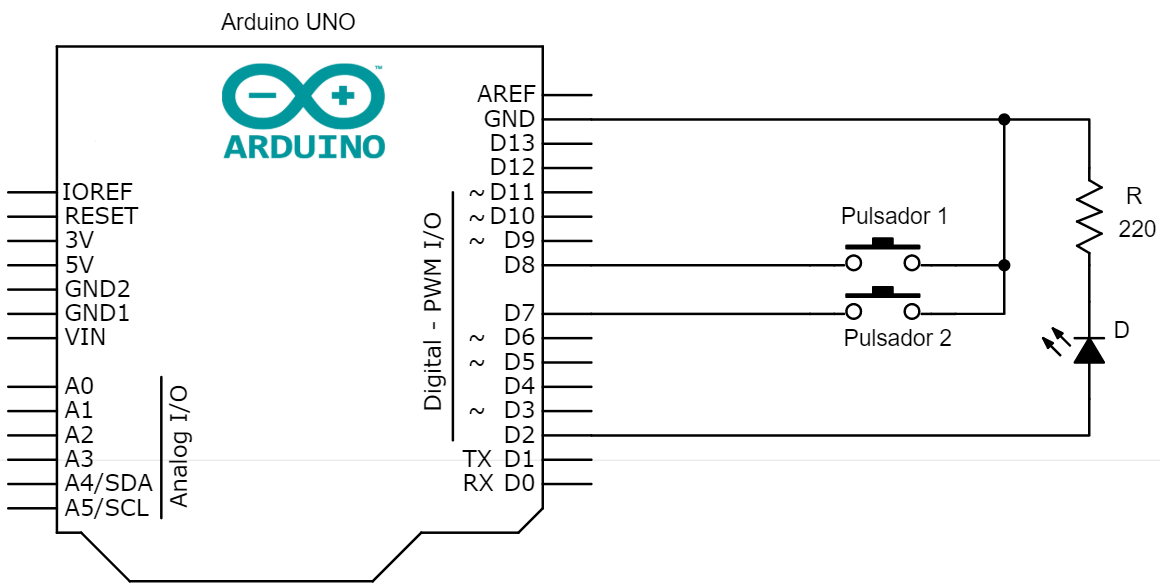 Arduino UNO
ARDUINO
™
AREF
GND
D13
D12
~ D11
~ D10
~ D9
D8
D7
~ D6
~ D5
D4
~ D3
D2
TX D1
RX D0
Digital - PWM I/O
IOREF
RESET
3V
5V
GND2
GND1
VIN
A0
A1
A2
A3
A4/SDA
A5/SCL
Analog I/O
Pulsador 1
Pulsador 2
R
220
D